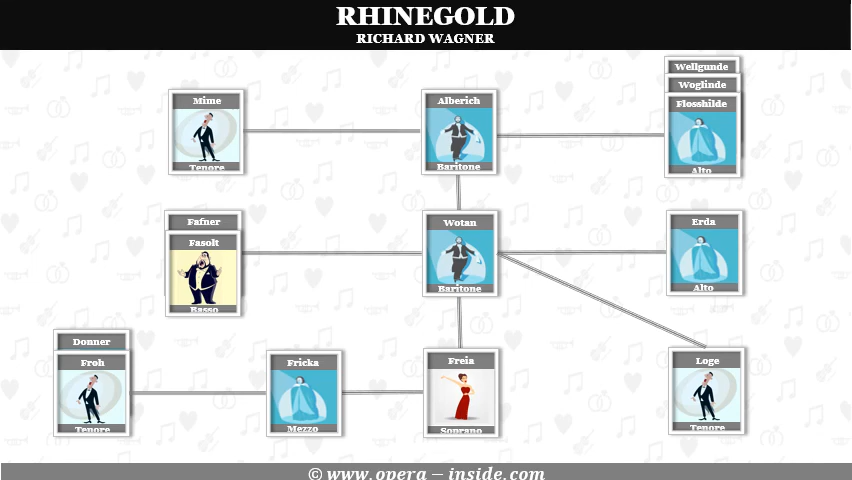 RHINEGOLD
RICHARD WAGNER
Wellgunde
Woglinde
Mime
Alberich
Flosshilde
Tenore
Baritone
Alto
Fafner
Wotan
Erda
Fasolt
Baritone
Alto
Basso
Donner
Froh
Fricka
Freia
Loge
Tenore
Mezzo
Soprano
Tenore
© www.opera – inside.com